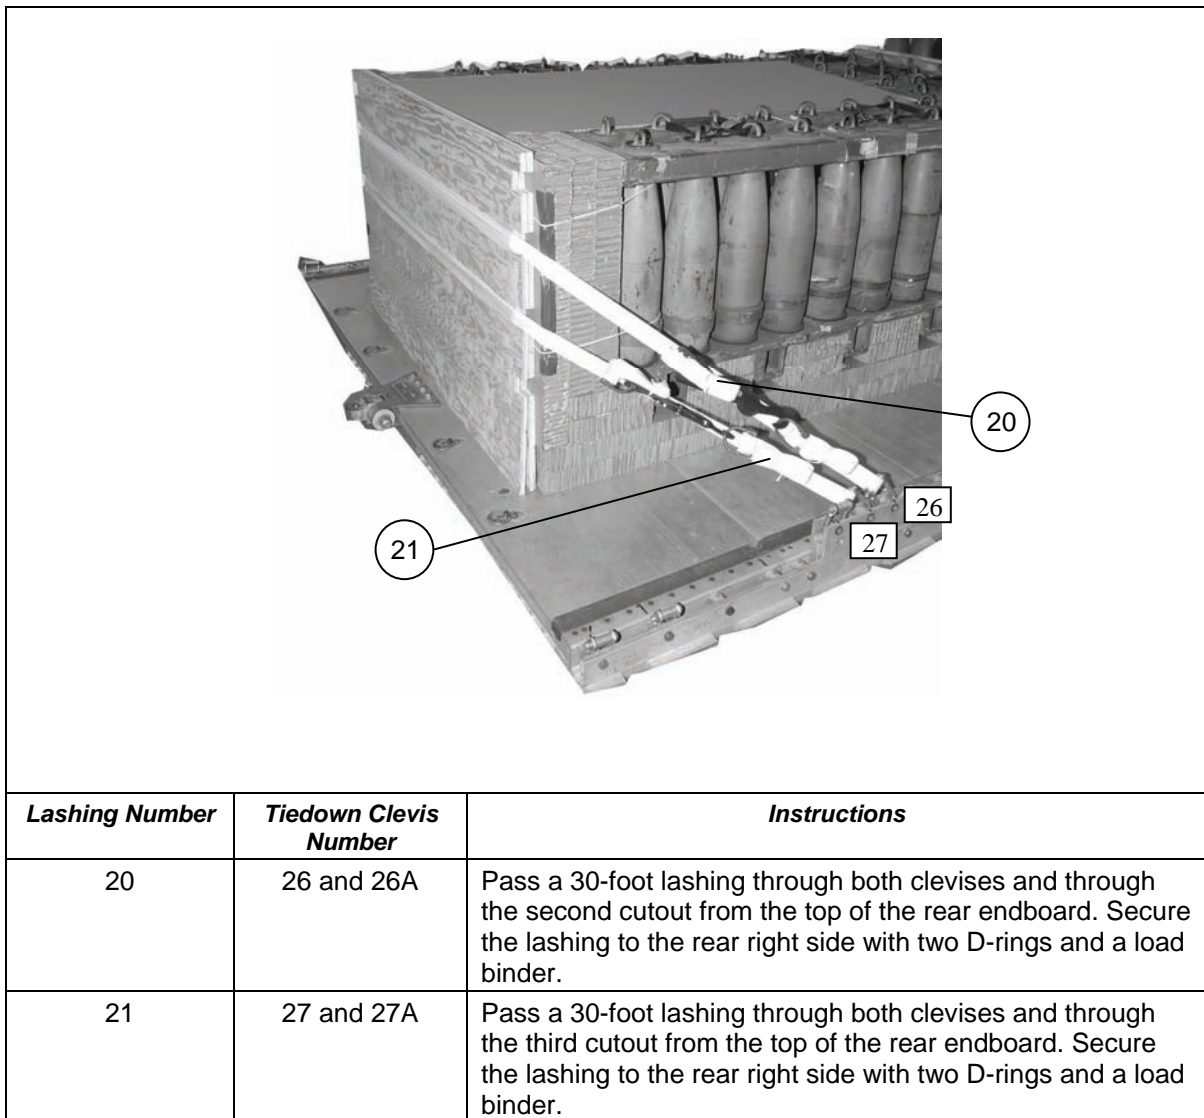 20
21
26
27
Lashing Number
Tiedown Clevis
Number
Instructions
20
26 and 26A
Pass a 30-foot lashing through both clevises and through
the second cutout from the top of the rear endboard. Secure
the lashing to the rear right side with two D-rings and a load
binder.
21
27 and 27A
Pass a 30-foot lashing through both clevises and through
the third cutout from the top of the rear endboard. Secure
the lashing to the rear right side with two D-rings and a load
binder.